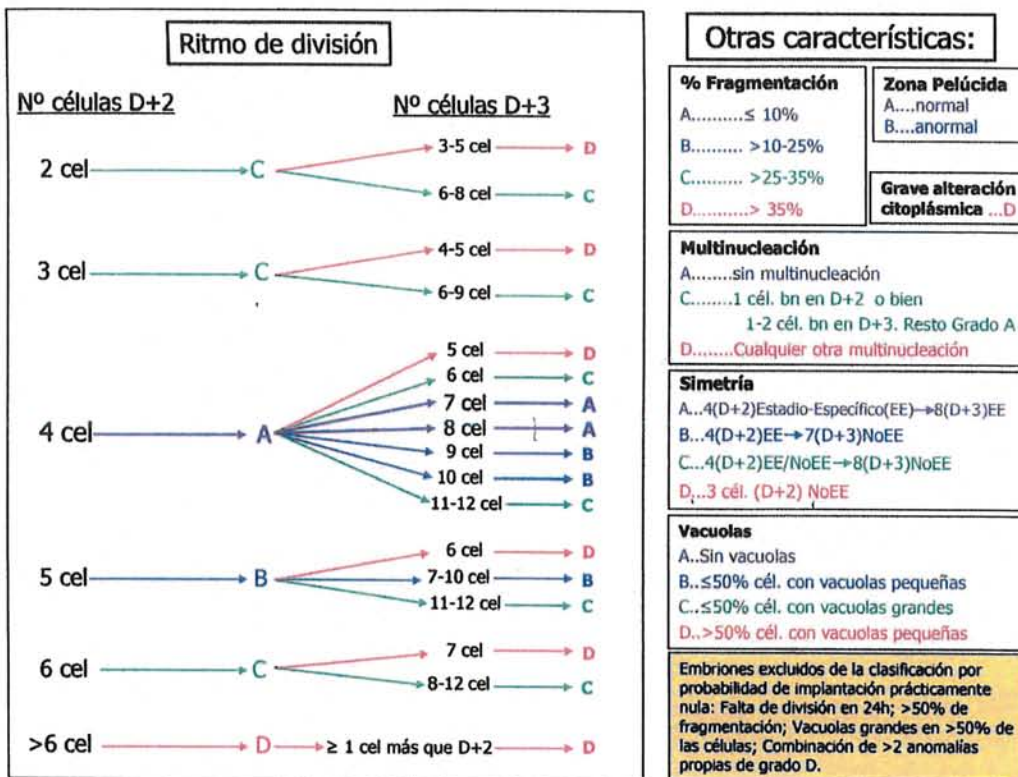 Ritmo de división
Nº células D+2
Nº células D+3
2 cel
C
3-5 cel
D
6-8 cel
C
3 cel
C
4-5 cel
D
6-9 cel
C
4 cel
A
5 cel
D
6 cel
C
7 cel
A
8 cel
A
9 cel
B
10 cel
B
11-12 cel
C
5 cel
B
6 cel
D
7-10 cel
B
11-12 cel
C
6 cel
C
7 cel
D
8-12 cel
C
>6 cel
D
≥ 1 cel más que D+2
D
Otras características:
% Fragmentación
A..........≤ 10%
B.......... >10-25%
C.......... >25-35%
D..........> 35%
Zona Pelúcida
A....normal
B....anormal
Grave alteración
citoplásmica ...D
Multinucleación
A........sin multinucleación
C........1 cél. bn en D+2 o bien
1-2 cél. bn en D+3. Resto Grado A
D........Cualquier otra multinucleación
Simetría
A...4(D+2)Estadio-Específico(EE)→8(D+3)EE
B...4(D+2)EE→7(D+3)NoEE
C...4(D+2)EE/NoEE→8(D+3)NoEE
D...3 cél. (D+2) NoEE
Vacuolas
A..Sin vacuolas
B..≤50% cél. con vacuolas pequeñas
C..≤50% cél. con vacuolas grandes
D..>50% cél. con vacuolas pequeñas
Embriones excluidos de la clasificación por
probabilidad de implantación prácticamente
nula: Falta de división en 24h; >50% de
fragmentación; Vacuolas grandes en >50% de
las células; Combinación de >2 anomalías
propias de grado D.